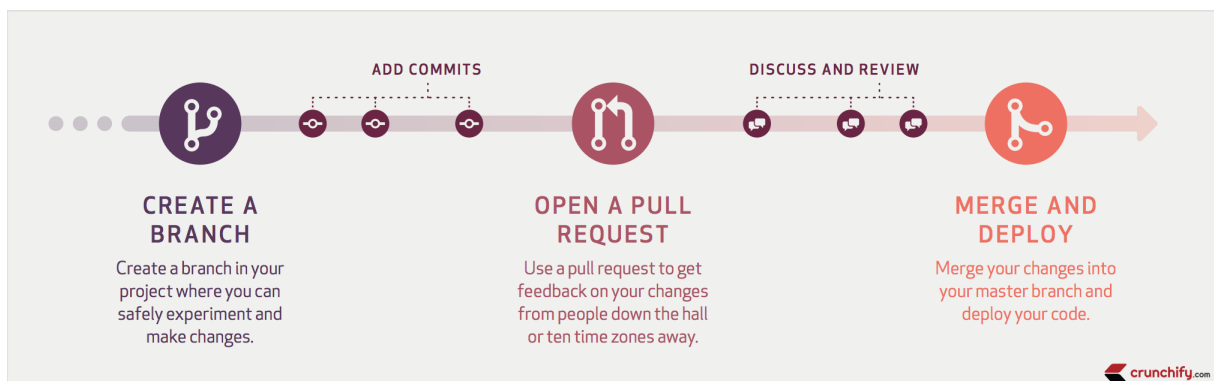 ADD COMMITS
DISCUSS AND REVIEW
CREATE A
BRANCH
Create a branch in your
project where you can
safely experiment and
make changes.
OPEN A PULL
REQUEST
Use a pull request to get
feedback on your changes
from people down the hall
or ten time zones away.
MERGE AND
DEPLOY
Merge your changes into
your master branch and
deploy your code.
crunchify.com